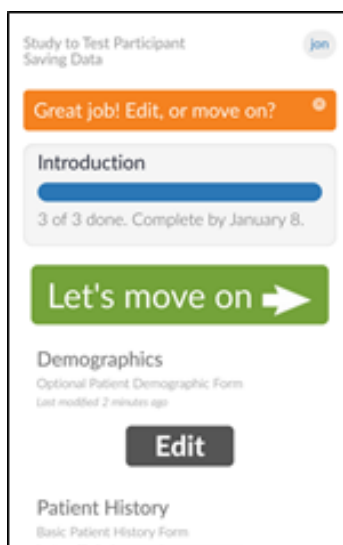 Study to Test Participant
Saving Data
jon
Great job! Edit, or move on?
Introduction
3 of 3 done. Complete by January 8.
Let's move on
Demographics
Optional Patient Demographic Form
Last modified 2 minutes ago
Edit
Patient History
Basic Patient History Form